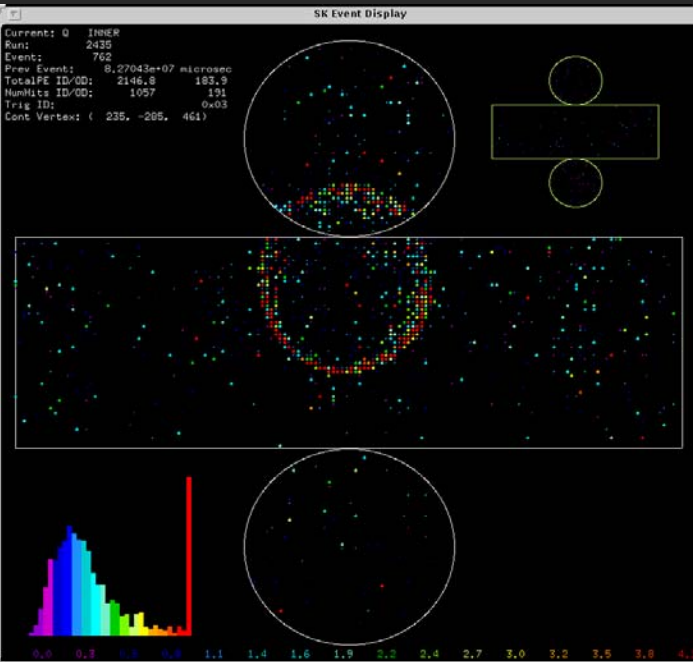 SK Event Display
Current: Q INNER
Run: 2435
Event: 762
Prev Event: 8.27043e+07 microsec
TotalPE ID/OD: 2146.8 183.9
NumHits ID/OD: 1057 191
Trig ID: 0x03
Cont Vertex: ( 235, -285, 461)
0.0 0.3 1.1 1.4 1.6 1.9 2.2 2.4 2.7 3.0 3.2 3.5 3.8